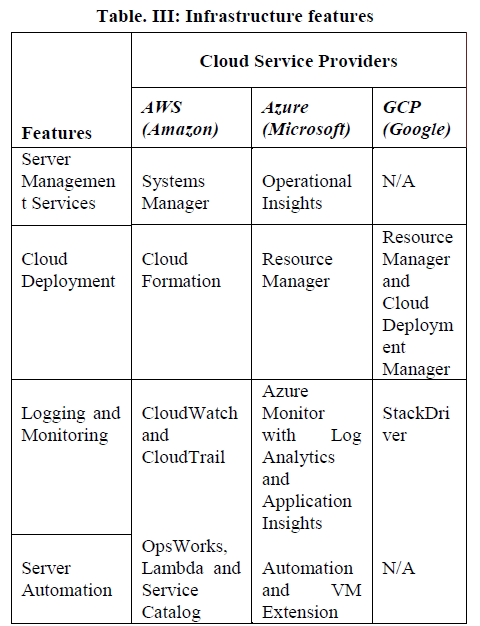 Table. III: Infrastructure features
Cloud Service Providers
Features
AWS
(Amazon)
Azure
(Microsoft)
GCP
(Google)
Server
Managemen
t Services
Systems
Manager
Operational
Insights
N/A
Cloud
Deployment
Cloud
Formation
Resource
Manager
Resource
Manager
and
Cloud
Deploym
ent
Manager
Logging and
Monitoring
CloudWatch
and
CloudTrail
Azure
Monitor
with Log
Analytics
and
Application
Insights
StackDri
ver
Server
Automation
OpsWorks,
Lambda and
Service
Catalog
Automation
and VM
Extension
N/A